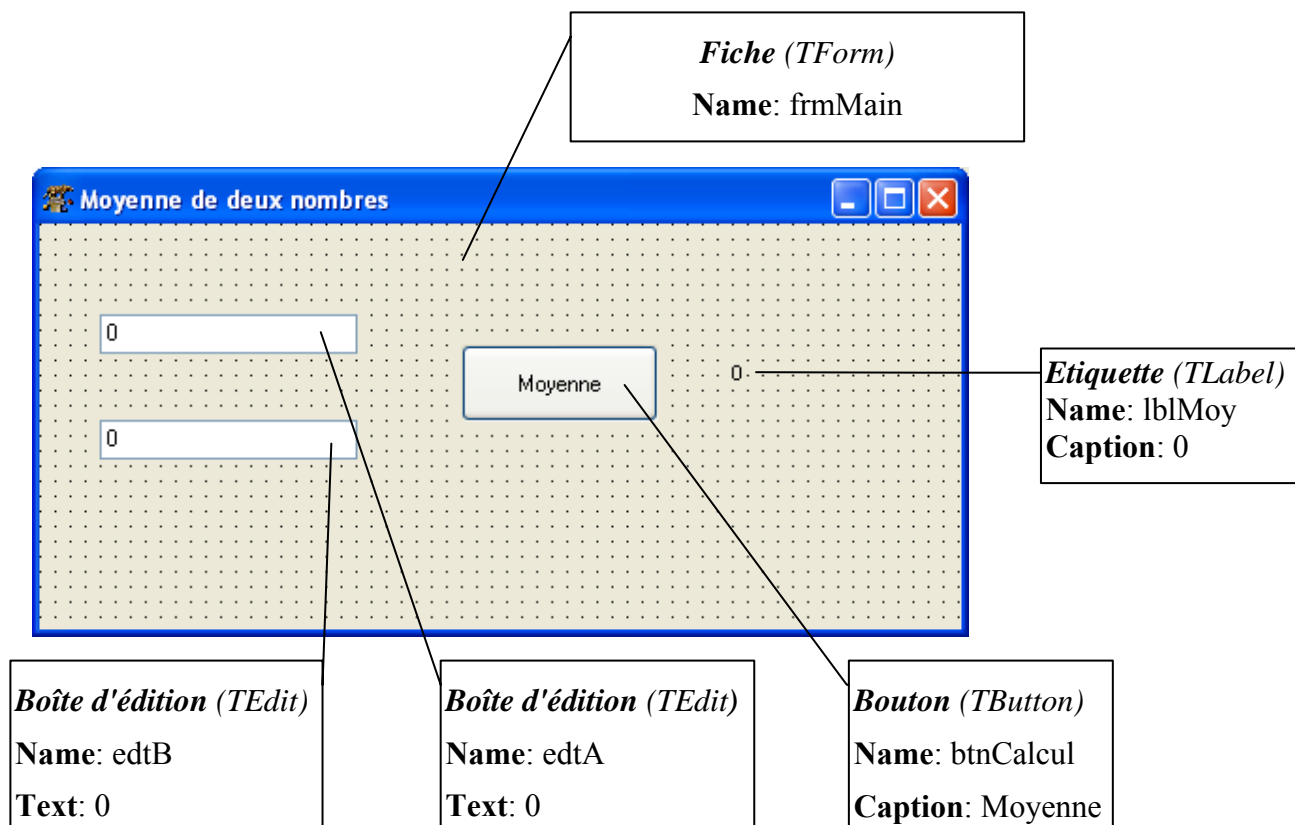 Fiche (TForm)
Name: frmMain
Moyenne de deux nombres
0
Moyenne
0
0
Etiquette (TLabel)
Name: lblMoy
Caption: 0
Boîte d'édition (TEdit)
Name: edtB
Text: 0
Boîte d'édition (TEdit)
Name: edtA
Text: 0
Bouton (TButton)
Name: btnCalcul
Caption: Moyenne